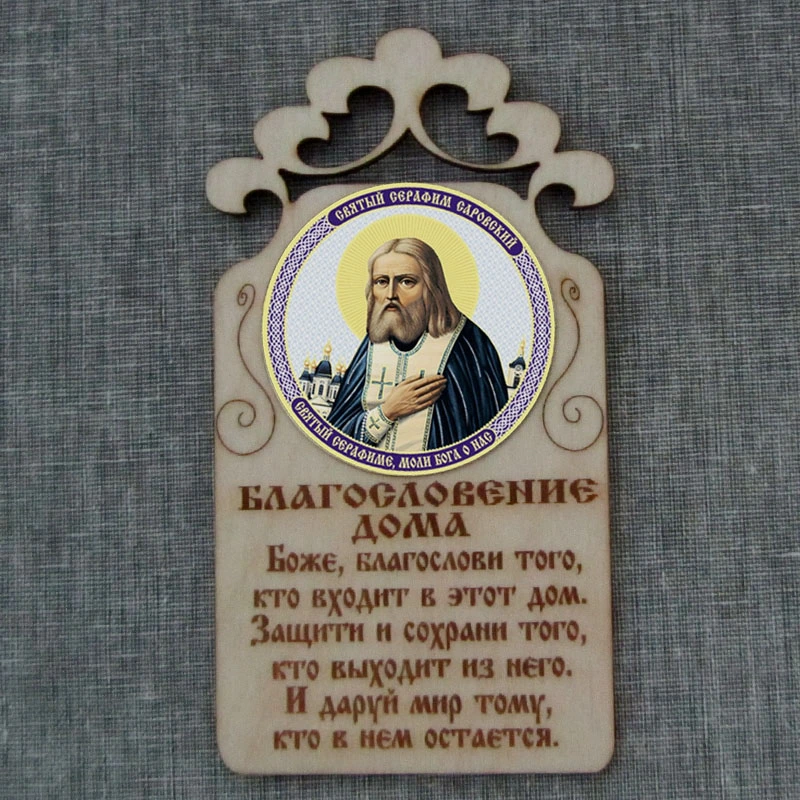 СВЯТЫЙ СЕРАФИМ САРОВСКИЙ
СВЯТЫЙ СЕРАФИМЕ, МОЛИ БОГА О НАС
БЛАГОСЛОВЕНИЕ
ДОМА
Боже, благослови того,
кто входит в этот дом.
Защити и сохрани того,
кто выходит из него.
И даруй мир тому,
кто в нем остается.